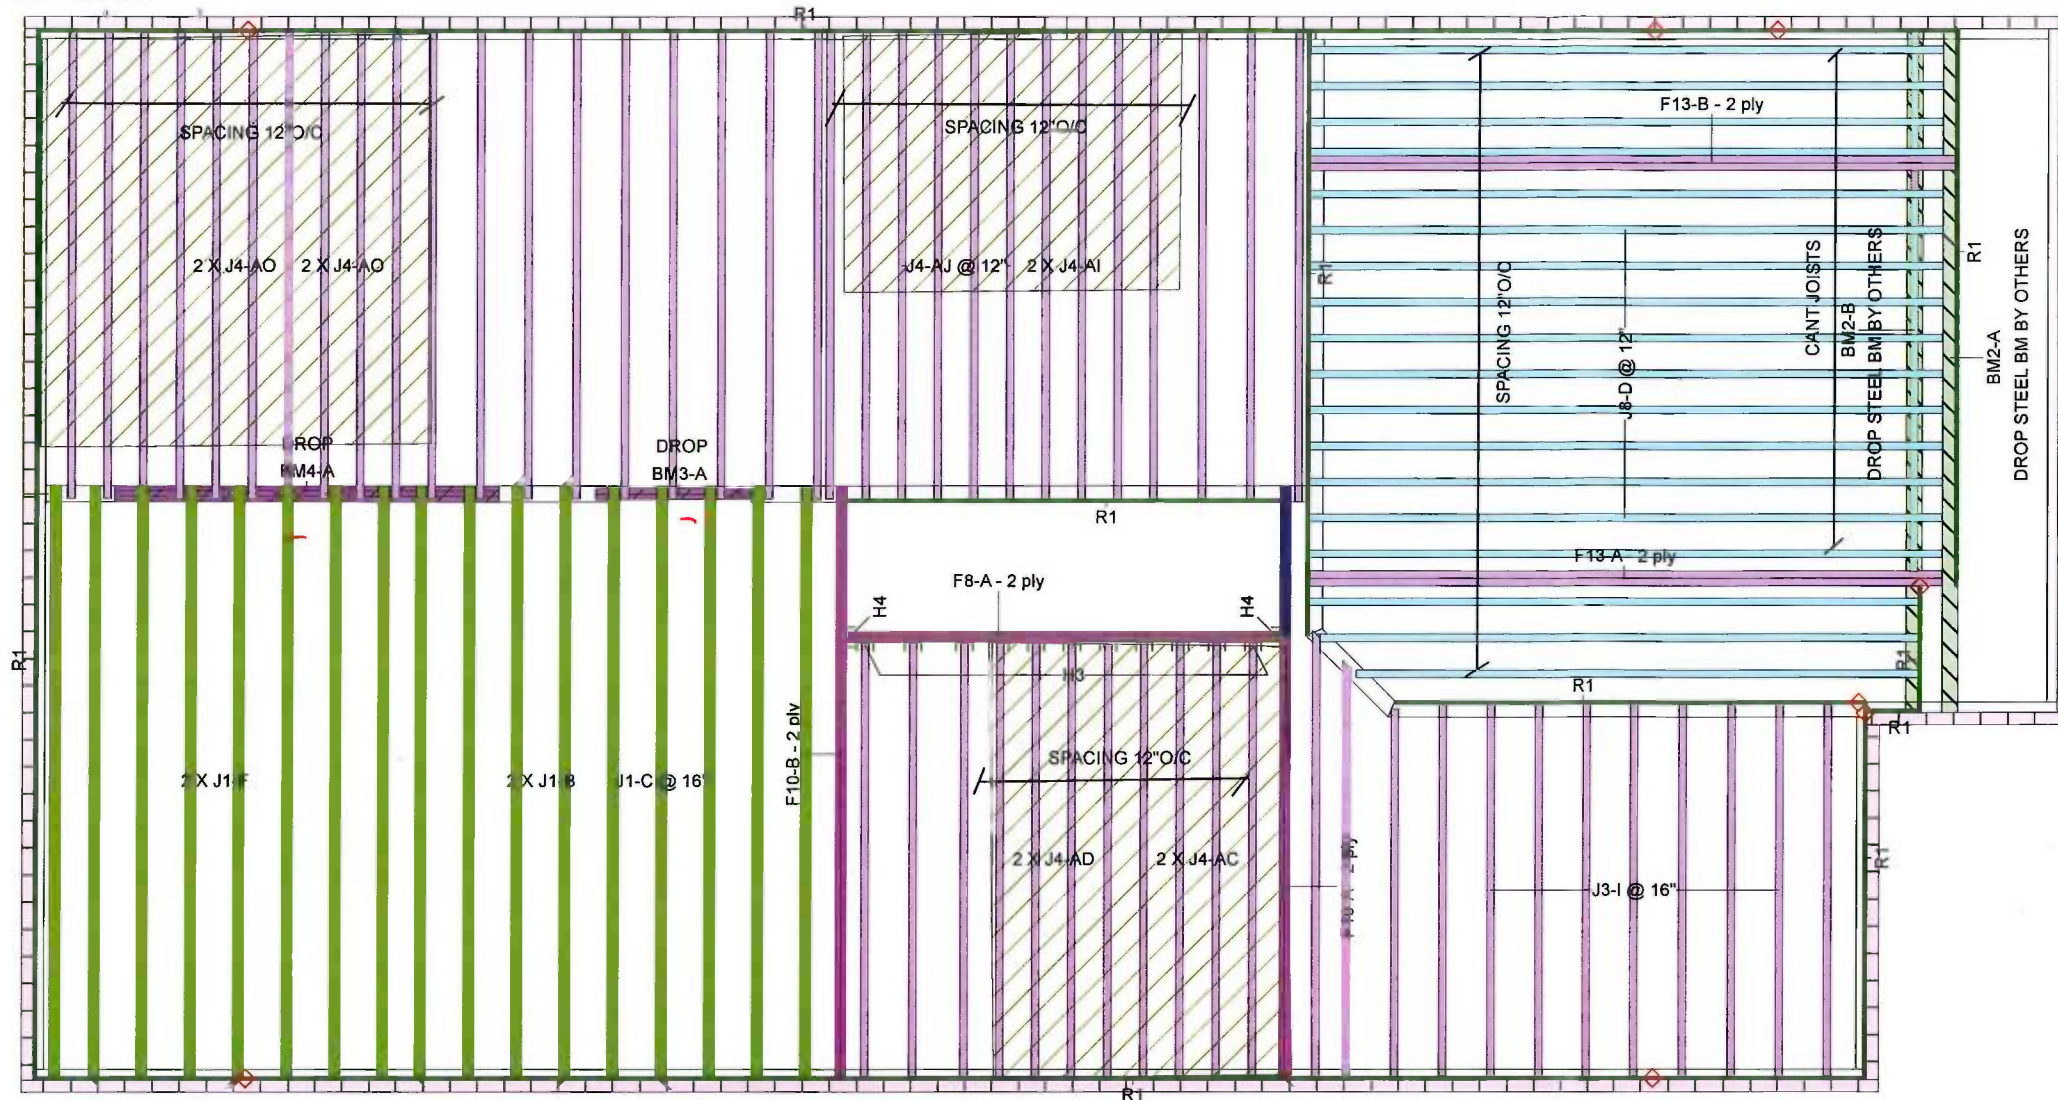 R1
SPACING 12"O/C
SPACING 12"O/C
F13-B - 2 ply
2 X J4-AO
2 X J4-AO
J4-AJ @ 12"
2 X J4-AI
R1
SPACING 12"O/C
J8-D @ 12"
CANT JOISTS
BM2-B
DROP STEEL BM BY OTHERS
R1
BM2-A
DROP STEEL BM BY OTHERS
DROP
BM4-A
DROP
BM3-A
R1
F13-A - 2 ply
F8-A - 2 ply
H4
H4
H3
R1
R1
R1
R1
F10-B - 2 ply
SPACING 12"O/C
2 X J1-F
2 X J1-B
J1-C @ 16"
2 X J4-AD
2 X J4-AC
J3-I @ 16"
R1
R1